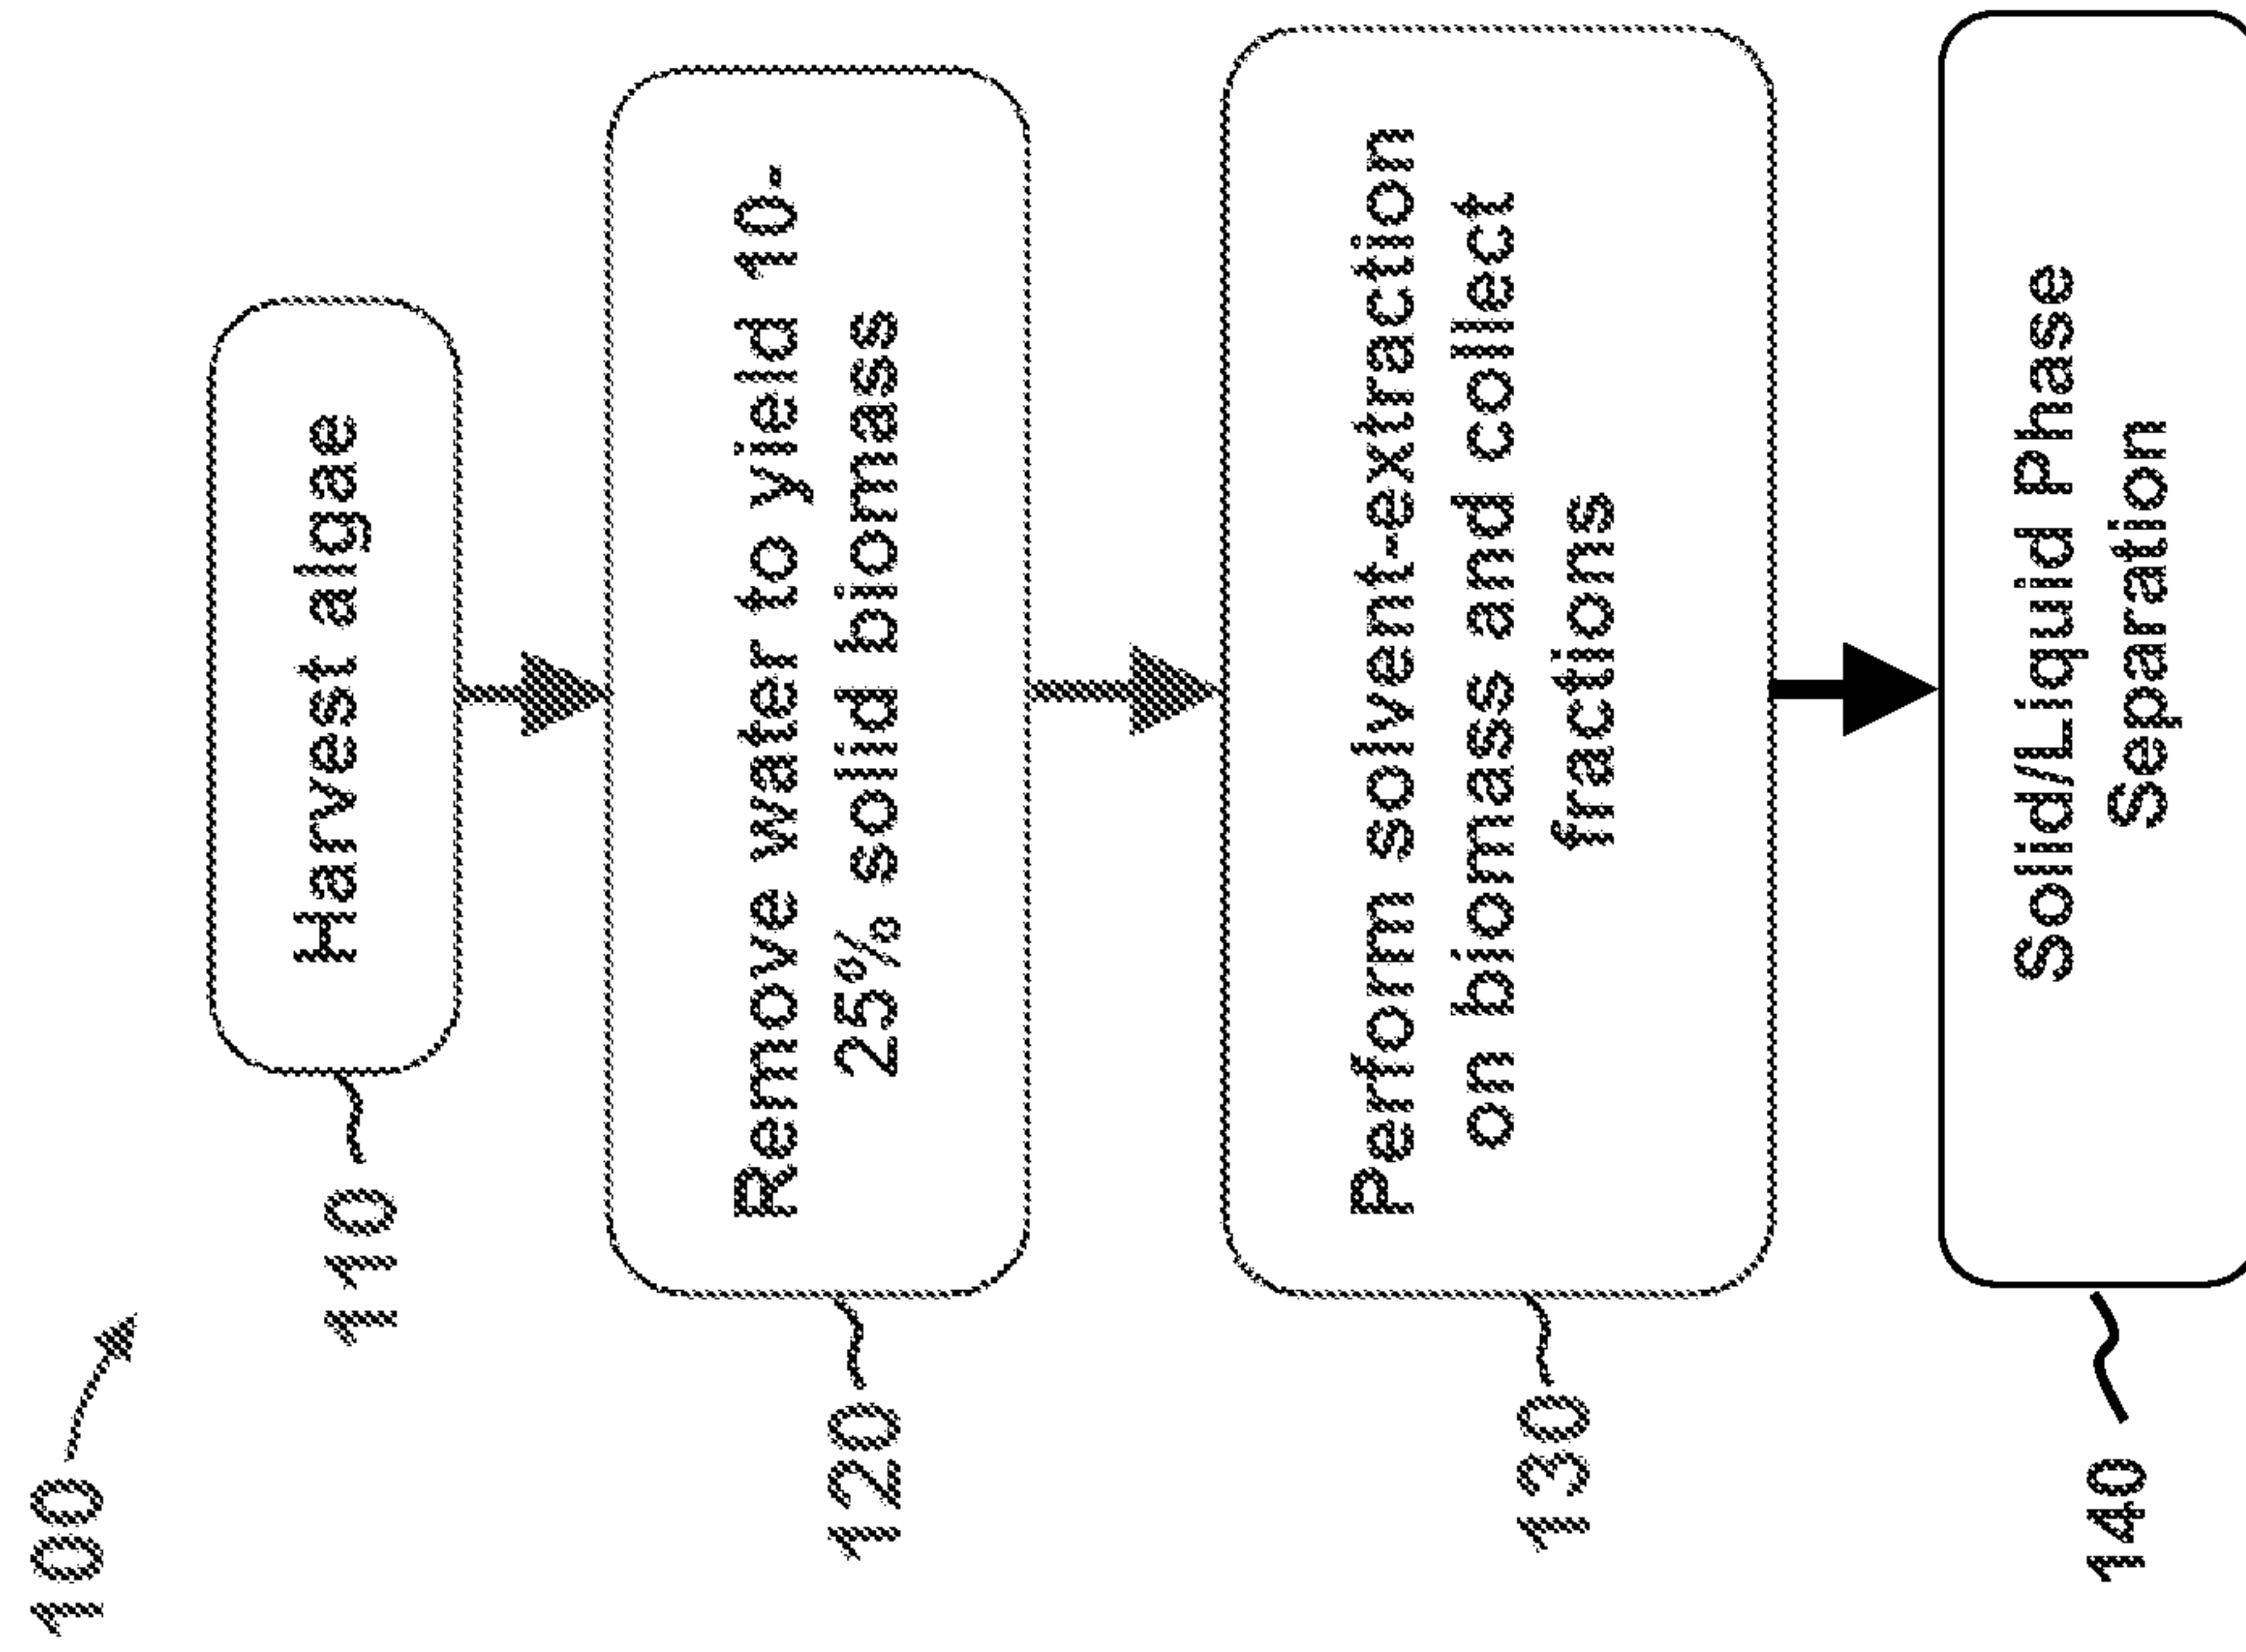 100
110
Harvest algae
120
Remove water to yield 10-
25% solid biomass
130
Perform solvent-extraction
on biomass and collect
fractions
140
Solid/Liquid Phase
Separation